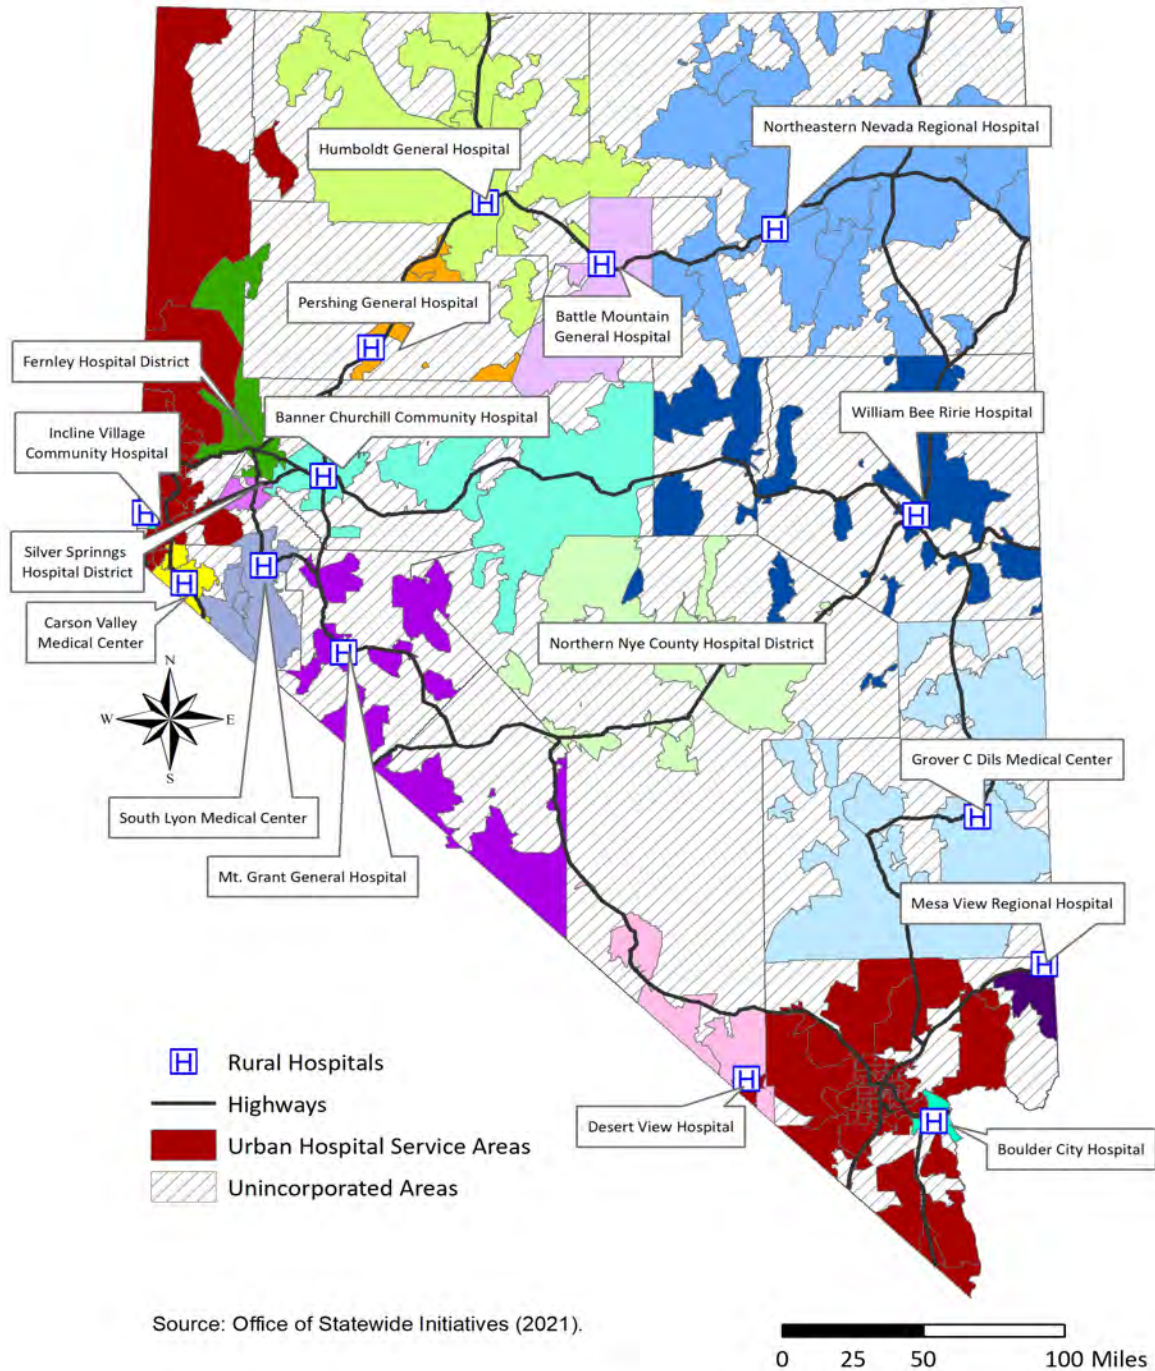 Northeastern Nevada Regional Hospital
Humboldt General Hospital
H
H
H
Pershing General Hospital
Battle Mountain
General Hospital
H
Fernley Hospital District
Banner Churchill Community Hospital
William Bee Ririe Hospital
Incline Village
Community Hospital
H
H
H
Silver Sprinngs
Hospital District
H
H
Carson Valley
Medical Center
Northern Nye County Hospital District
H
N
W
E
S
Grover C Dils Medical Center
South Lyon Medical Center
H
Mt. Grant General Hospital
Mesa View Regional Hospital
H
H Rural Hospitals
Highways
H
Desert View Hospital
H
Urban Hospital Service Areas
Boulder City Hospital
Unincorporated Areas
Source: Office of Statewide Initiatives (2021).
0 25 50 100 Miles